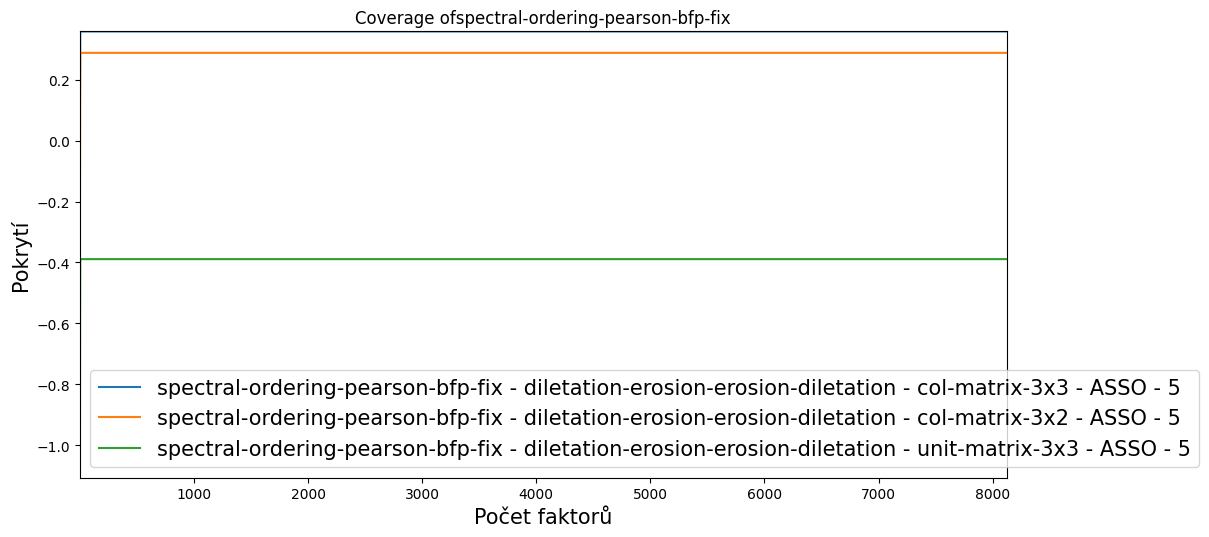 Coverage ofspectral-ordering-pearson-bfp-fix
0.2
0.0
−0.2
−0.4
−0.6
−0.8
−1.0
Pokrytí
spectral-ordering-pearson-bfp-fix - diletation-erosion-erosion-diletation - col-matrix-3x3 - ASSO - 5
spectral-ordering-pearson-bfp-fix - diletation-erosion-erosion-diletation - col-matrix-3x2 - ASSO - 5
spectral-ordering-pearson-bfp-fix - diletation-erosion-erosion-diletation - unit-matrix-3x3 - ASSO - 5
1000 2000 3000 4000 5000 6000 7000 8000
Počet faktorů